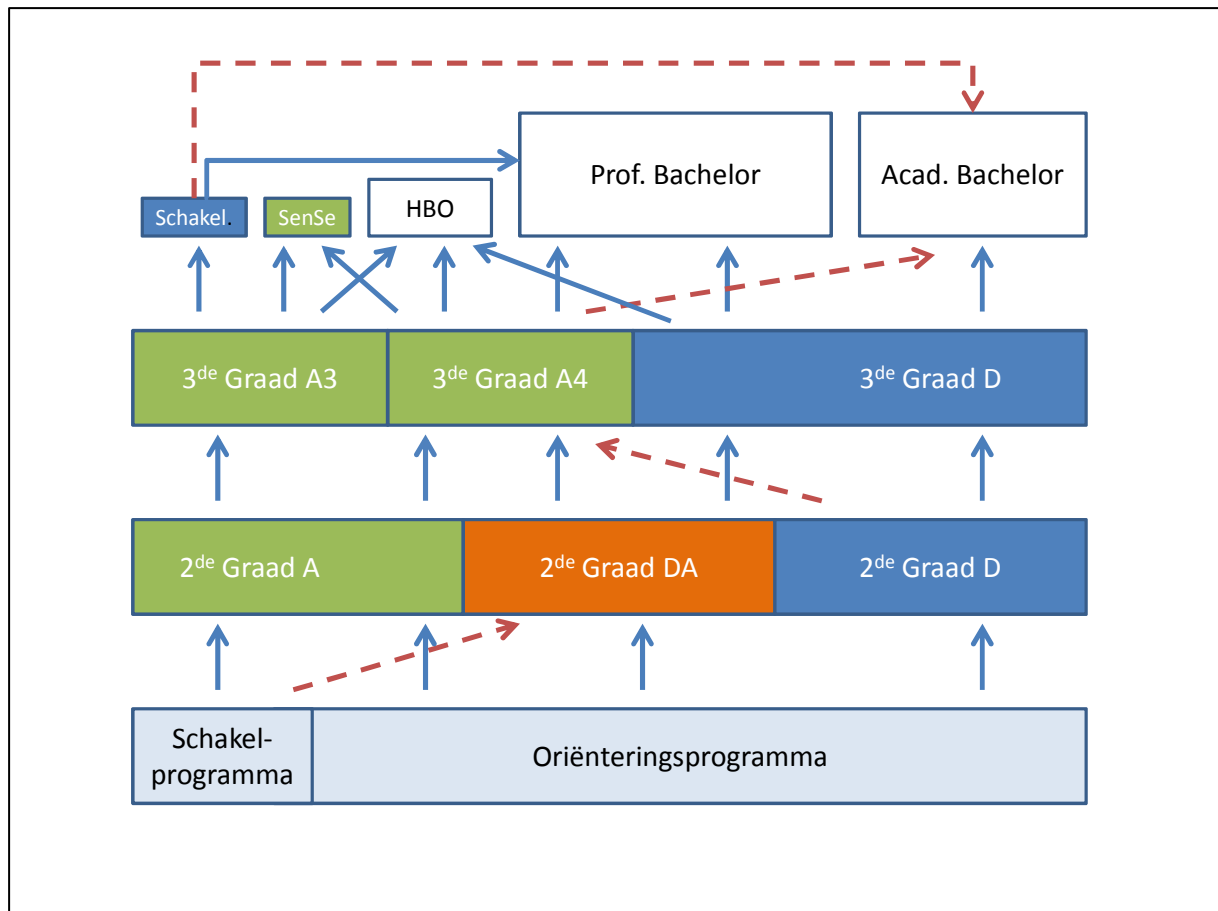 Prof. Bachelor
Acad. Bachelor
Schakel.
SenSe
HBO
3de Graad A3
3de Graad A4
3de Graad D
2de Graad A
2de Graad DA
2de Graad D
Schakel-
programma
Oriënteringsprogramma